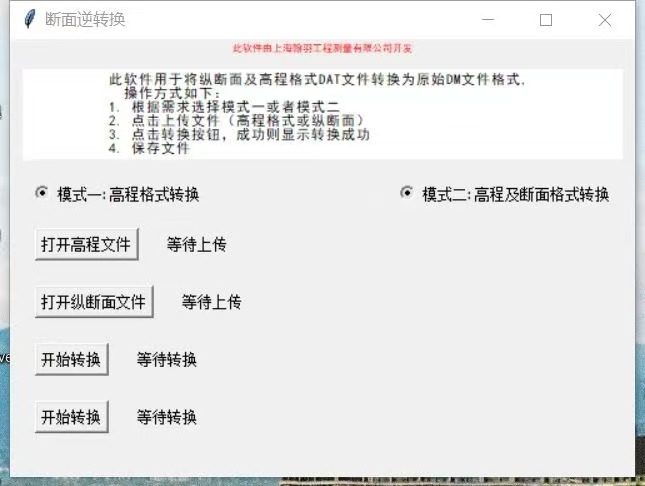 断面逆转换
此软件由上海翰羽工程测量有限公司开发
此软件用于将纵断面及高程格式DAT文件转换为原始DM文件格式,
操作方式如下:
1. 根据需求选择模式一或者模式二
2. 点击上传文件(高程格式或纵断面)
3. 点击转换按钮, 成功则显示转换成功
4. 保存文件
模式一:高程格式转换 模式二:高程及断面格式转换
打开高程文件 等待上传
打开纵断面文件 等待上传
开始转换 等待转换
开始转换 等待转换